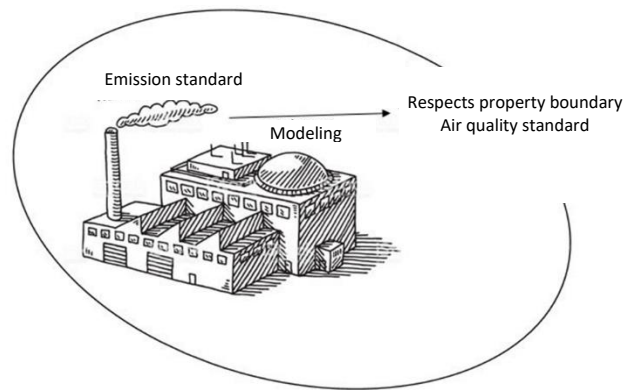 Emission standard
Respects property boundary
Air quality standard
Modeling